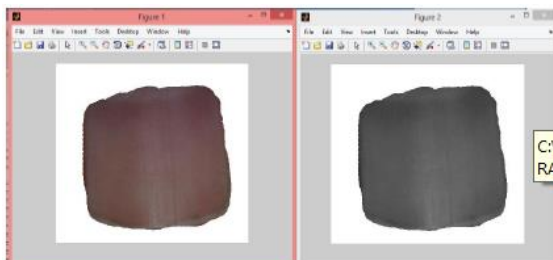 Figure 1
File Edit View Insert Tools Desktop Window Help
Figure 2
File Edit View Insert Tools Desktop Window Help
C:\
RA